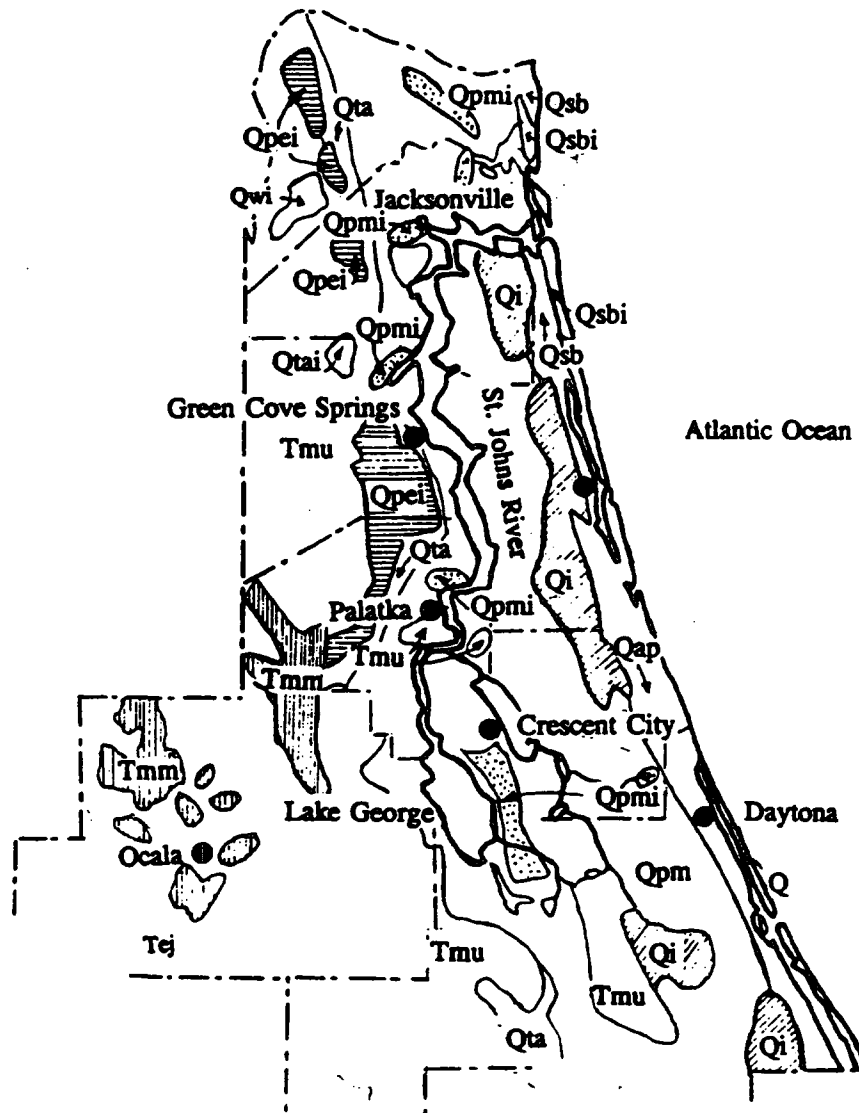 Qpmi
Qsb
Qta
Qpei
Qsbi
Qwi
Jacksonville
Qpmi
Qpei
Qi
Qsbi
Qpmi
Qsb
Qtai
Green Cove Springs
St. Johns River
Atlantic Ocean
Tmu
Qpei
Qta
Qi
Palatka
Qpmi
Tmu
Qap
Tmm
Crescent City
Tmm
Qpmi
Lake George
Daytona
Ocala
Qpm
Q
Tej
Tmu
Qi
Tmu
Qta
Qi